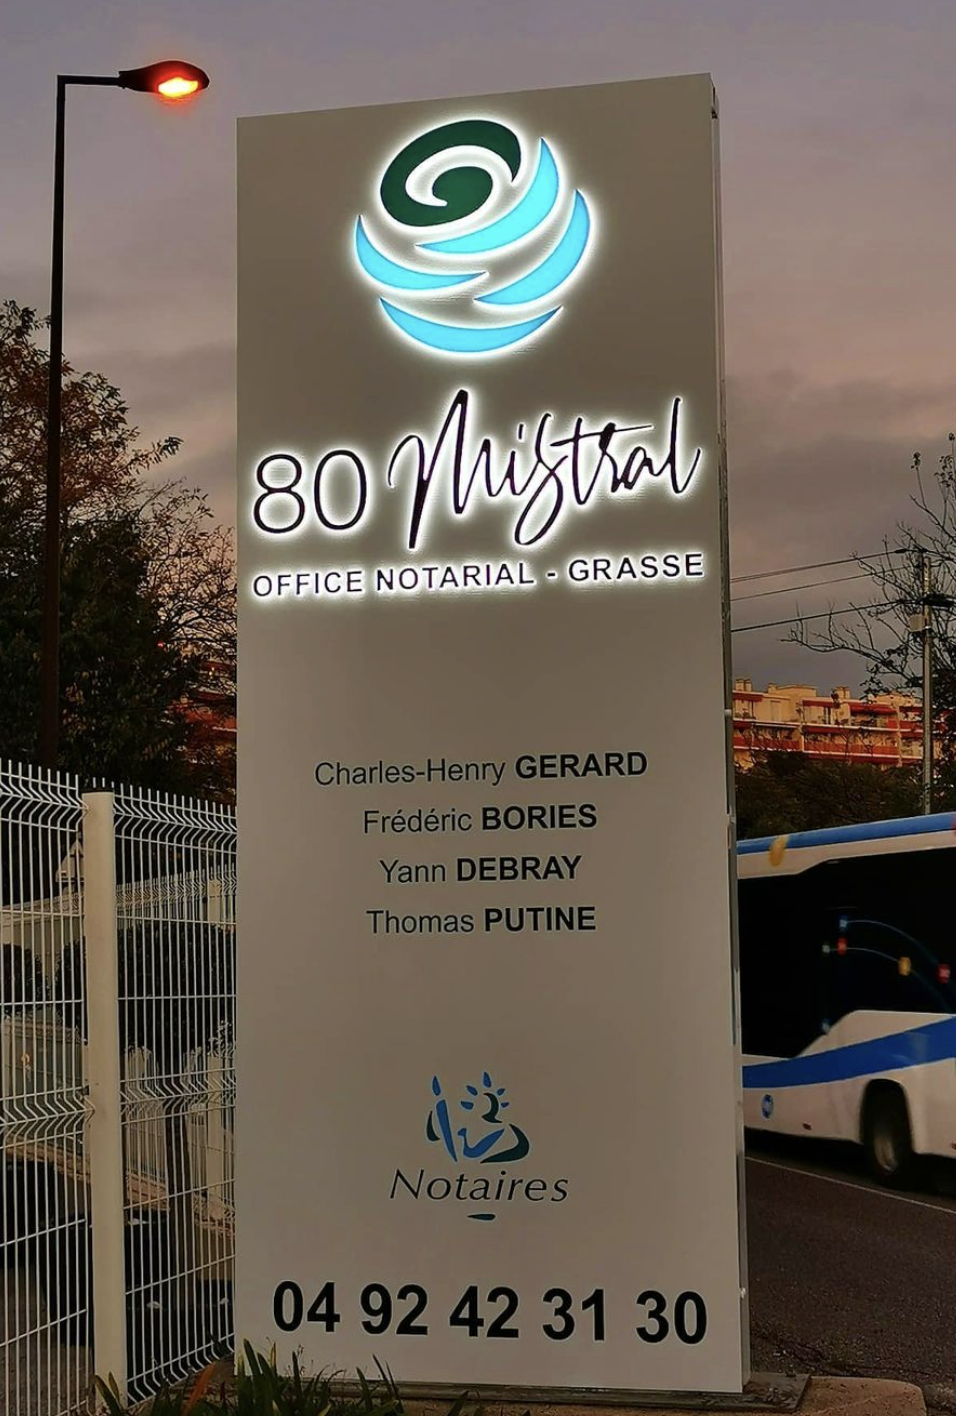 80 Mistral
OFFICE NOTARIAL - GRASSE
Charles-Henry GERARD
Frédéric BORIES
Yann DEBRAY
Thomas PUTINE
Notaires
04 92 42 31 30